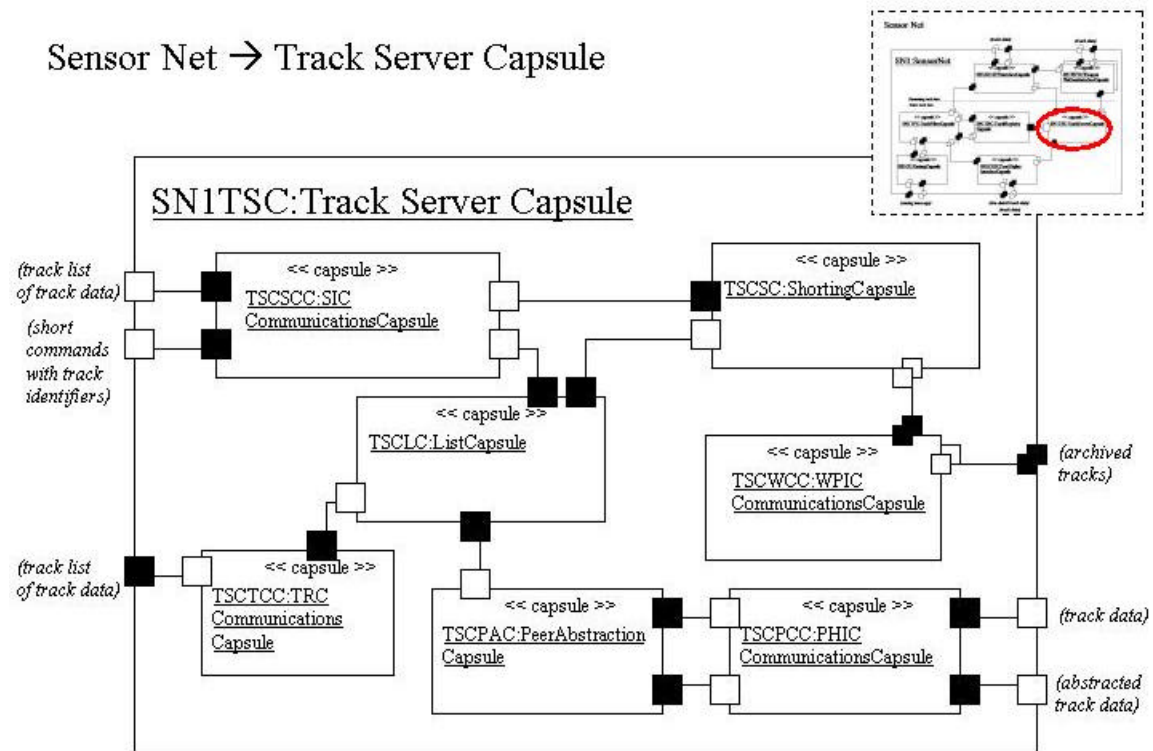 Sensor Net → Track Server Capsule
Sensor Net
SN1:SensorNet
SN1TSC:Track Server Capsule
(track list
of track data)
(short
commands
with track
identifiers)
<< capsule >>
TSCSCC:SIC
CommunicationsCapsule
<< capsule >>
TSCSC:ShortingCapsule
<< capsule >>
TSCLC:ListCapsule
<< capsule >>
TSCWCC:WPIC
CommunicationsCapsule
(archived
tracks)
(track list
of track data)
<< capsule >>
TSCTCC:TRC
Communications
Capsule
<< capsule >>
TSCPAC:PeerAbstraction
Capsule
<< capsule >>
TSCPCC:PHIC
CommunicationsCapsule
(track data)
(abstracted
track data)